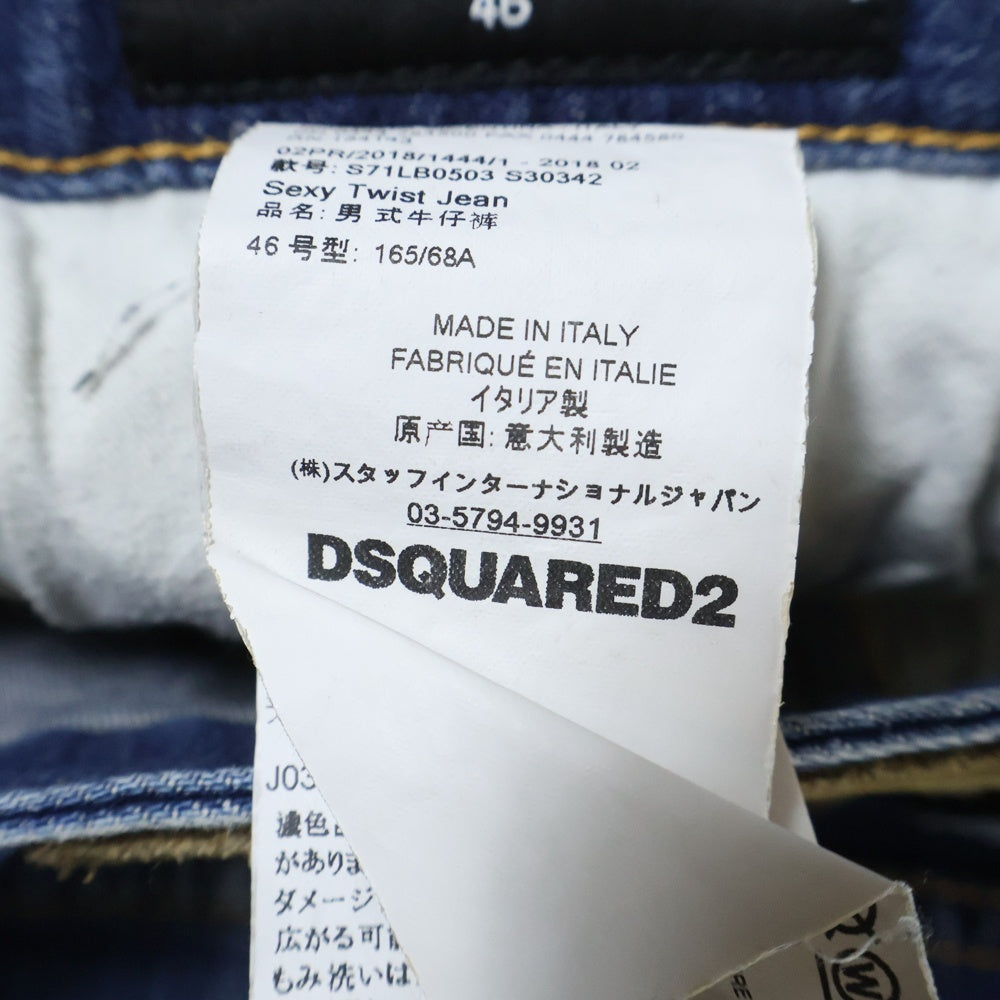 46
02PR/2018/1444/1 - 2018 02
款号: S71LB0503 S30342
Sexy Twist Jean
品名: 男式牛仔裤
46 号型: 165/68A
MADE IN ITALY
FABRIQUÉ EN ITALIE
イタリア製
原产国: 意大利製造
(株)スタッフインターナショナルジャパン
03-5794-9931
DSQUARED2
J03
濃色
があります
ダメージ
広がる可
もみ洗いは
W